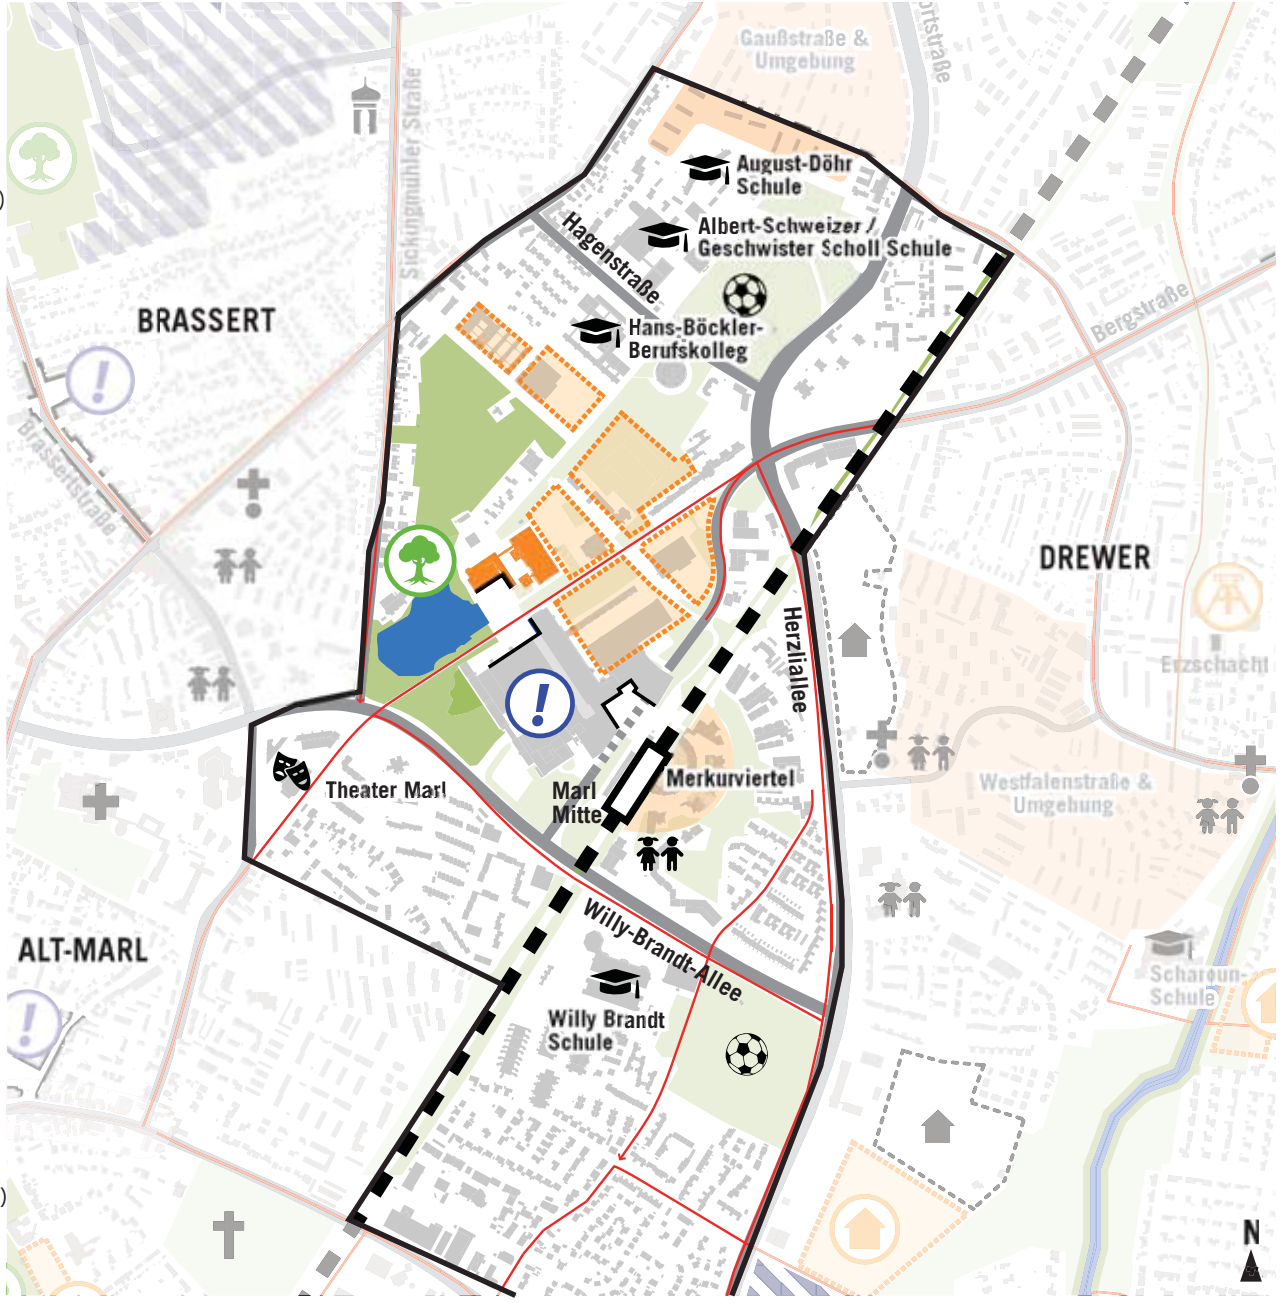 Gaußstraße &
Umgebung
ortstraße
Sickingmühler Straße
August-Döhr
Schule
Albert-Schweizer /
Geschwister Scholl Schule
Hagenstraße
Hans-Böckler-
Berufskolleg
Bergstraße
BRASSERT
Brassertstraße
DREWER
Herzliallee
Erzschacht
!
!
Merkurviertel
Marl
Mitte
Theater Marl
Westfalenstraße &
Umgebung
Willy-Brandt-Allee
ALT-MARL
!
Scharoun-
Schule
Willy Brandt
Schule
)
)
N